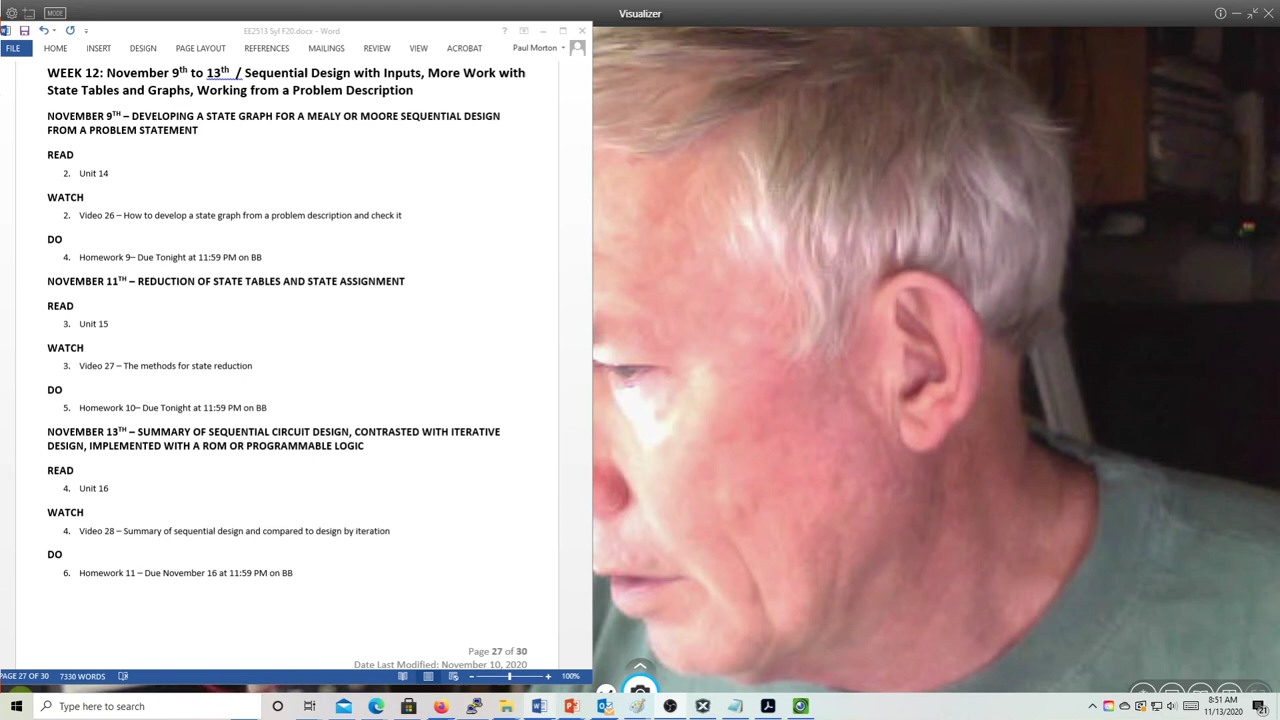 MODE
Visualizer
EE2513 Syl F20.docx - Word
FILE HOME INSERT DESIGN PAGE LAYOUT REFERENCES MAILINGS REVIEW VIEW ACROBAT Paul Morton
WEEK 12: November 9th to 13th / Sequential Design with Inputs, More Work with
State Tables and Graphs, Working from a Problem Description
NOVEMBER 9TH – DEVELOPING A STATE GRAPH FOR A MEALY OR MOORE SEQUENTIAL DESIGN
FROM A PROBLEM STATEMENT
READ
2. Unit 14
WATCH
2. Video 26 – How to develop a state graph from a problem description and check it
DO
4. Homework 9– Due Tonight at 11:59 PM on BB
NOVEMBER 11TH – REDUCTION OF STATE TABLES AND STATE ASSIGNMENT
READ
3. Unit 15
WATCH
3. Video 27 – The methods for state reduction
DO
5. Homework 10– Due Tonight at 11:59 PM on BB
NOVEMBER 13TH – SUMMARY OF SEQUENTIAL CIRCUIT DESIGN, CONTRASTED WITH ITERATIVE
DESIGN, IMPLEMENTED WITH A ROM OR PROGRAMMABLE LOGIC
READ
4. Unit 16
WATCH
4. Video 28 – Summary of sequential design and compared to design by iteration
DO
6. Homework 11 – Due November 16 at 11:59 PM on BB
Page 27 of 30
Date Last Modified: November 10, 2020
PAGE 27 OF 30 7330 WORDS 100%
Type here to search
8:51 AM
11/13/2020
21